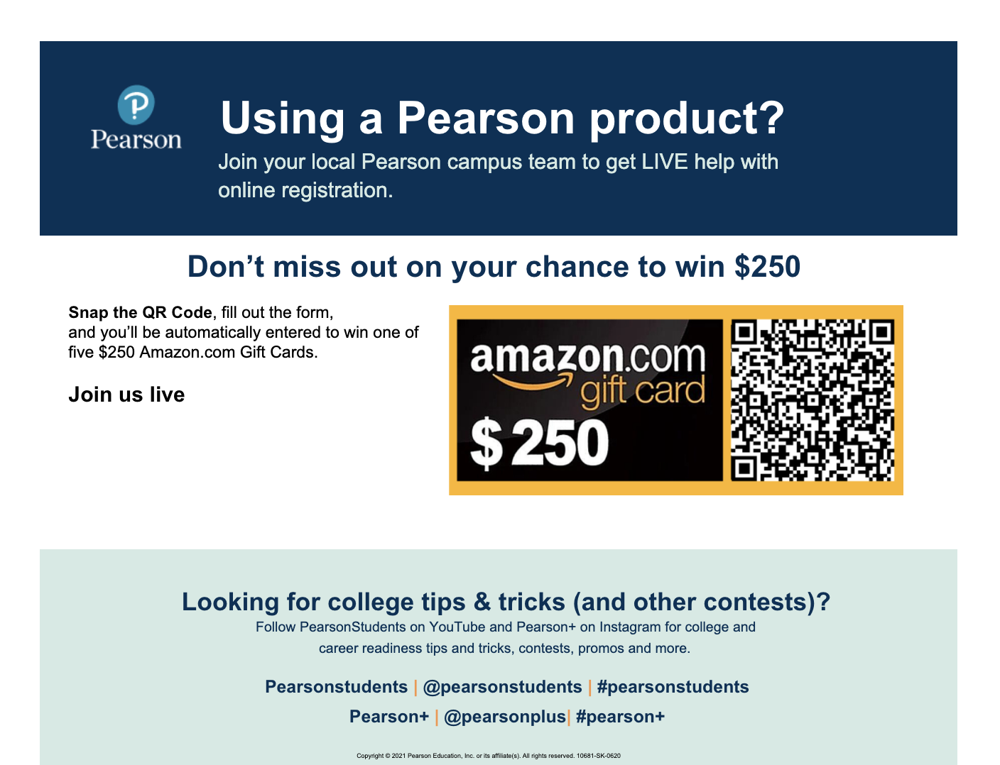 Pearson
Using a Pearson product?
Join your local Pearson campus team to get LIVE help with
online registration.
Don’t miss out on your chance to win $250
Snap the QR Code, fill out the form,
and you’ll be automatically entered to win one of
five $250 Amazon.com Gift Cards.
Join us live
amazon.com
gift card
$250
Looking for college tips & tricks (and other contests)?
Follow PearsonStudents on YouTube and Pearson+ on Instagram for college and
career readiness tips and tricks, contests, promos and more.
Pearsonstudents | @pearsonstudents | #pearsonstudents
Pearson+ | @pearsonplus| #pearson+
Copyright © 2021 Pearson Education, Inc. or its affiliate(s). All rights reserved. 10681-SK-0620